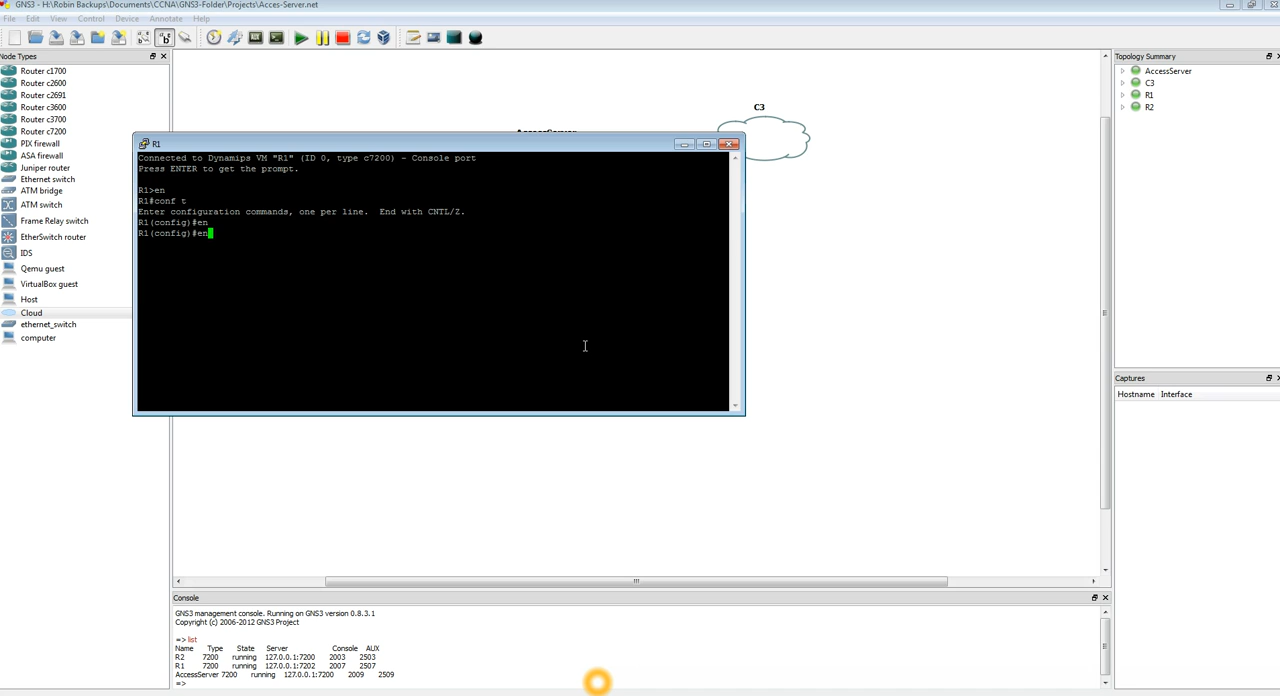 GNS3 - H:\Robin Backups\Documents\CCNA\GNS3-Folder\Projects\Acces-Server.net
File Edit View Control Device Annotate Help
Node Types
Router c1700
Router c2600
Router c2691
Router c3600
Router c3700
Router c7200
PIX firewall
ASA firewall
Juniper router
Ethernet switch
ATM bridge
ATM switch
Frame Relay switch
EtherSwitch router
IDS
Qemu guest
VirtualBox guest
Host
Cloud
ethernet_switch
computer
C3
R1
Connected to Dynamips VM "R1" (ID 0, type c7200) - Console port
Press ENTER to get the prompt.
R1>en
R1#conf t
Enter configuration commands, one per line.  End with CNTL/Z.
R1(config)#en
R1(config)#en
Topology Summary
AccessServer
C3
R1
R2
Captures
Hostname Interface
Console
GNS3 management console. Running on GNS3 version 0.8.3.1
Copyright (c) 2006-2012 GNS3 Project
=> list
Name Type State Server Console AUX
R2 7200 running 127.0.0.1:7200 2003 2503
R1 7200 running 127.0.0.1:7202 2007 2507
AccessServer 7200 running 127.0.0.1:7200 2009 2509
=>